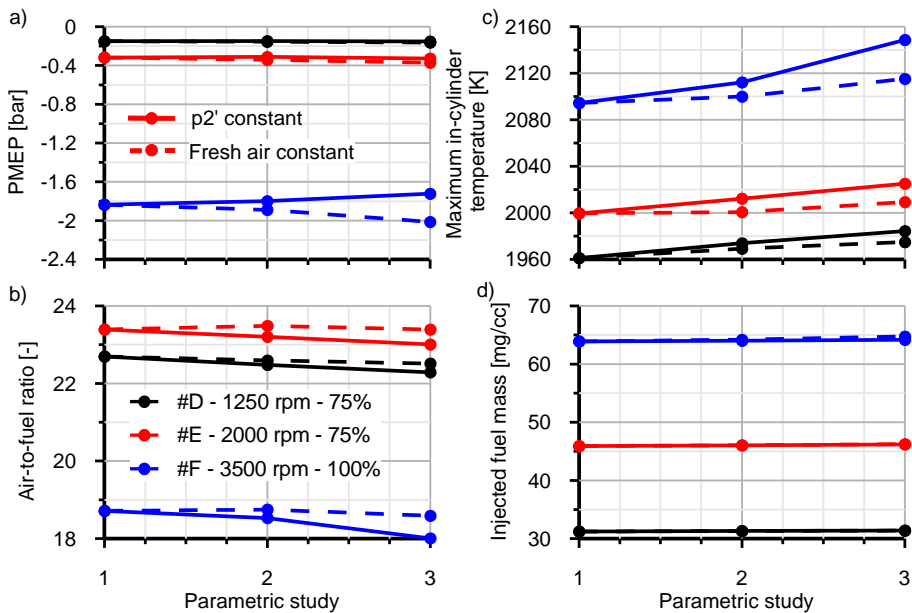 a)
PMEP [bar]
0
-0.4
-0.8
-1.2
-1.6
-2
-2.4
p2' constant
Fresh air constant
c)
Maximum in-cylinder
temperature [K]
2160
2120
2080
2040
2000
1960
b)
Air-to-fuel ratio [-]
24
22
20
18
#D - 1250 rpm - 75%
#E - 2000 rpm - 75%
#F - 3500 rpm - 100%
1 2 3
Parametric study
d)
Injected fuel mass [mg/cc]
70
60
50
40
30
1 2 3
Parametric study